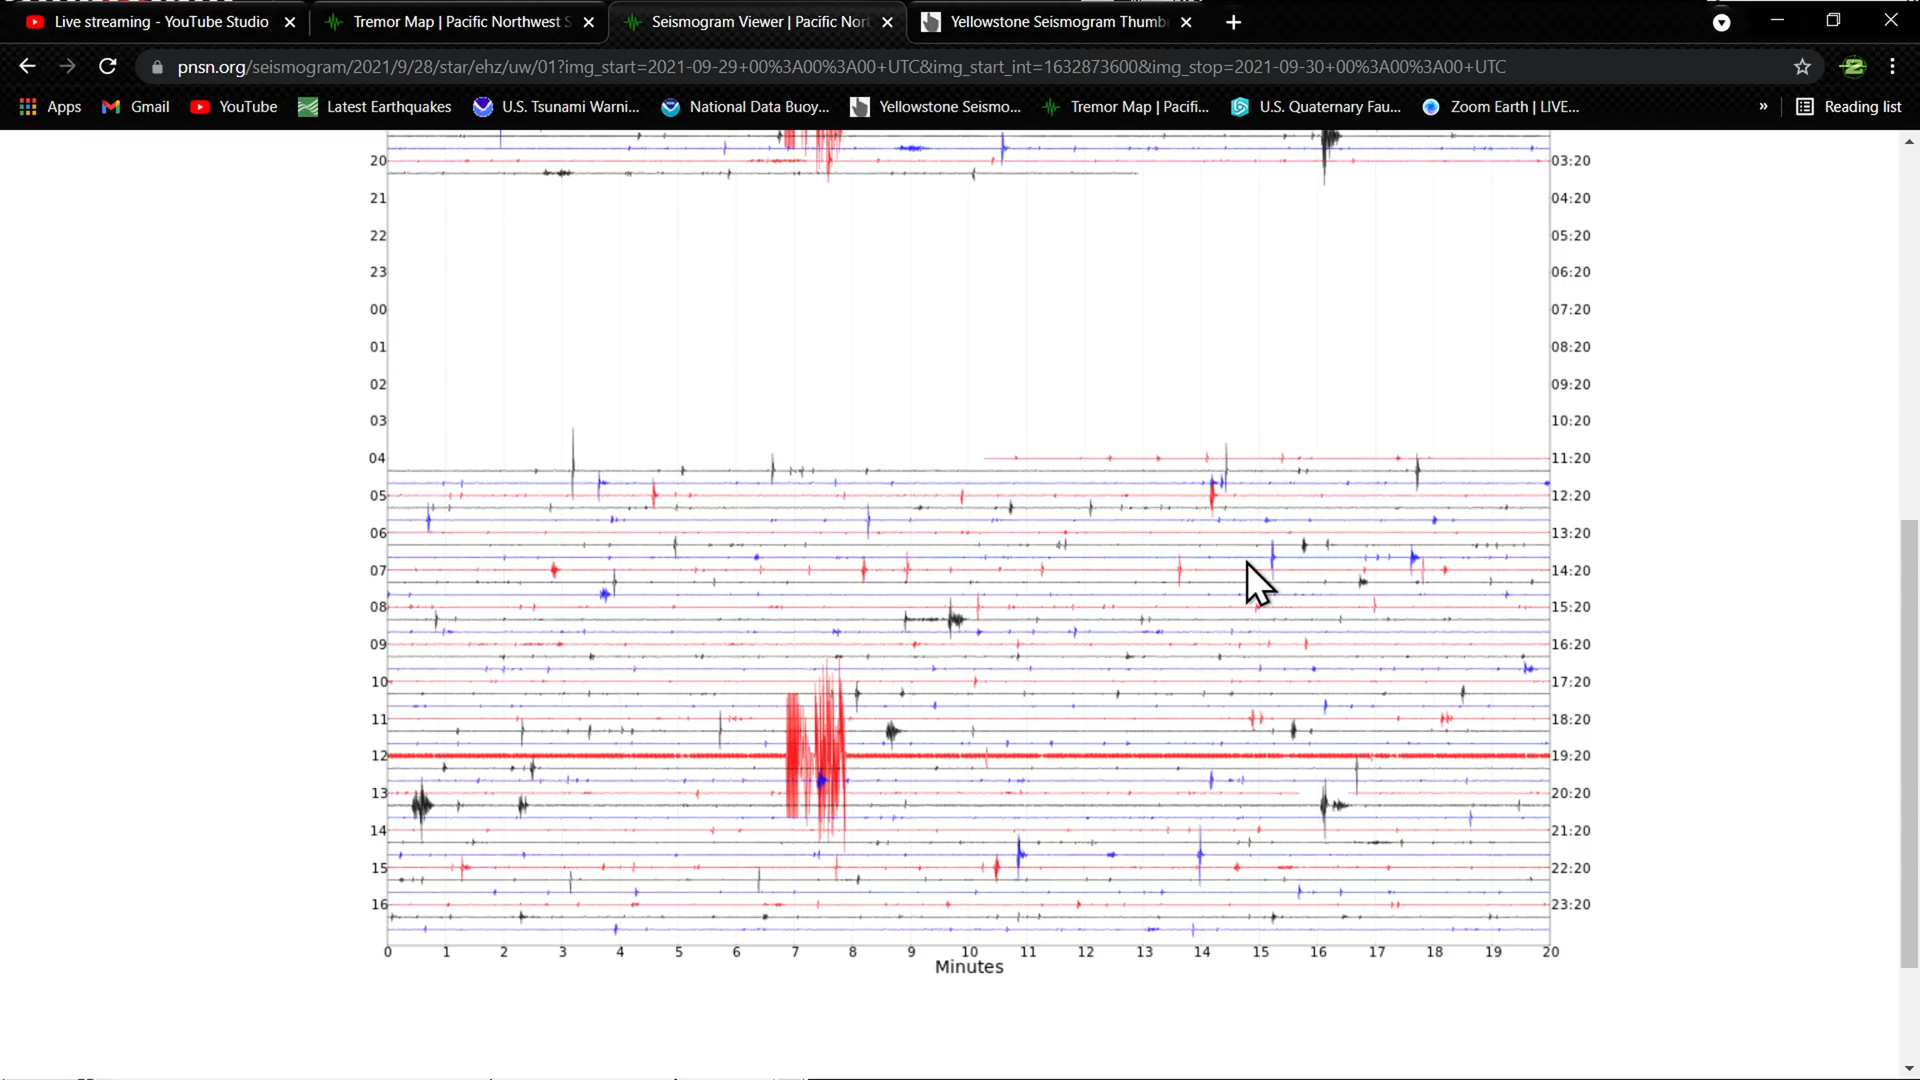 Live streaming - YouTube Studio
Tremor Map | Pacific Northwest S
Seismogram Viewer | Pacific Nort
Yellowstone Seismogram Thumb
pnsn.org/seismogram/2021/9/28/star/ehz/uw/01?img_start=2021-09-29+00%3A00%3A00+UTC&img_start_int=1632873600&img_stop=2021-09-30+00%3A00%3A00+UTC
Apps
Gmail
YouTube
Latest Earthquakes
U.S. Tsunami Warni...
National Data Buoy...
Yellowstone Seismo...
Tremor Map | Pacifi...
U.S. Quaternary Fau...
Zoom Earth | LIVE...
»
Reading list
20 03:20
21 04:20
22 05:20
23 06:20
00 07:20
01 08:20
02 09:20
03 10:20
04 11:20
05 12:20
06 13:20
07 14:20
08 15:20
09 16:20
10 17:20
11 18:20
12 19:20
13 20:20
14 21:20
15 22:20
16 23:20
0 1 2 3 4 5 6 7 8 9 10 11 12 13 14 15 16 17 18 19 20
Minutes